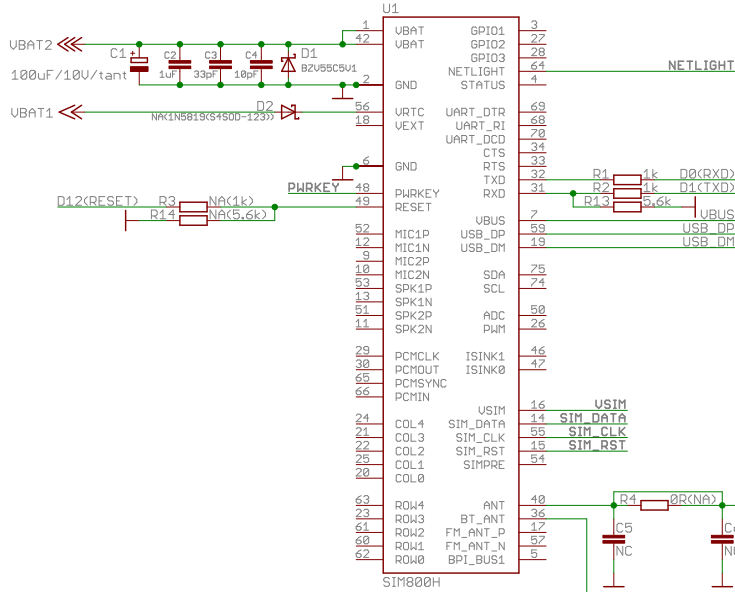 U1
1 VBAT GPIO1 3
VBAT2 42 VBAT GPIO2 27
C1 + C2 C3 C4 D1 GPIO3 28
100uF/10V/tant 1uF 33pF 10pF BZV55C5V1 NETLIGHT 64 NETLIGHT
2 GND STATUS 4
VBAT1 D2 56 VRTC UART_DTR 69
NA(1N5819(S4SOD-123)) 18 VEXT UART_RI 68
UART_DCD 70
CTS 34
6 GND RTS 33
TXD 32 R1 1k D0(RXD)
PWRKEY 48 PWRKEY RXD 31 R2 1k D1(TXD)
D12(RESET) R3 NA(1k) 49 RESET R13 5.6k
R14 NA(5.6k) VBUS 7 VBUS
52 MIC1P USB_DP 59 USB_DP
12 MIC1N USB_DM 19 USB_DM
9 MIC2P
10 MIC2N SDA 75
53 SPK1P SCL 74
13 SPK1N
51 SPK2P ADC 50
11 SPK2N PWM 26
29 PCMCLK ISINK1 46
30 PCMOUT ISINK0 47
65 PCMSYNC
66 PCMIN
VSIM 16 VSIM
24 COL4 SIM_DATA 14 SIM_DATA
21 COL3 SIM_CLK 55 SIM_CLK
22 COL2 SIM_RST 15 SIM_RST
25 COL1 SIMPRE 54
20 COL0
63 ROW4 ANT 40 R4 0R(NA)
23 ROW3 BT_ANT 36
61 ROW2 FM_ANT_P 17 C5
60 ROW1 FM_ANT_N 57 NC
62 ROW0 BPI_BUS1 5
SIM800H